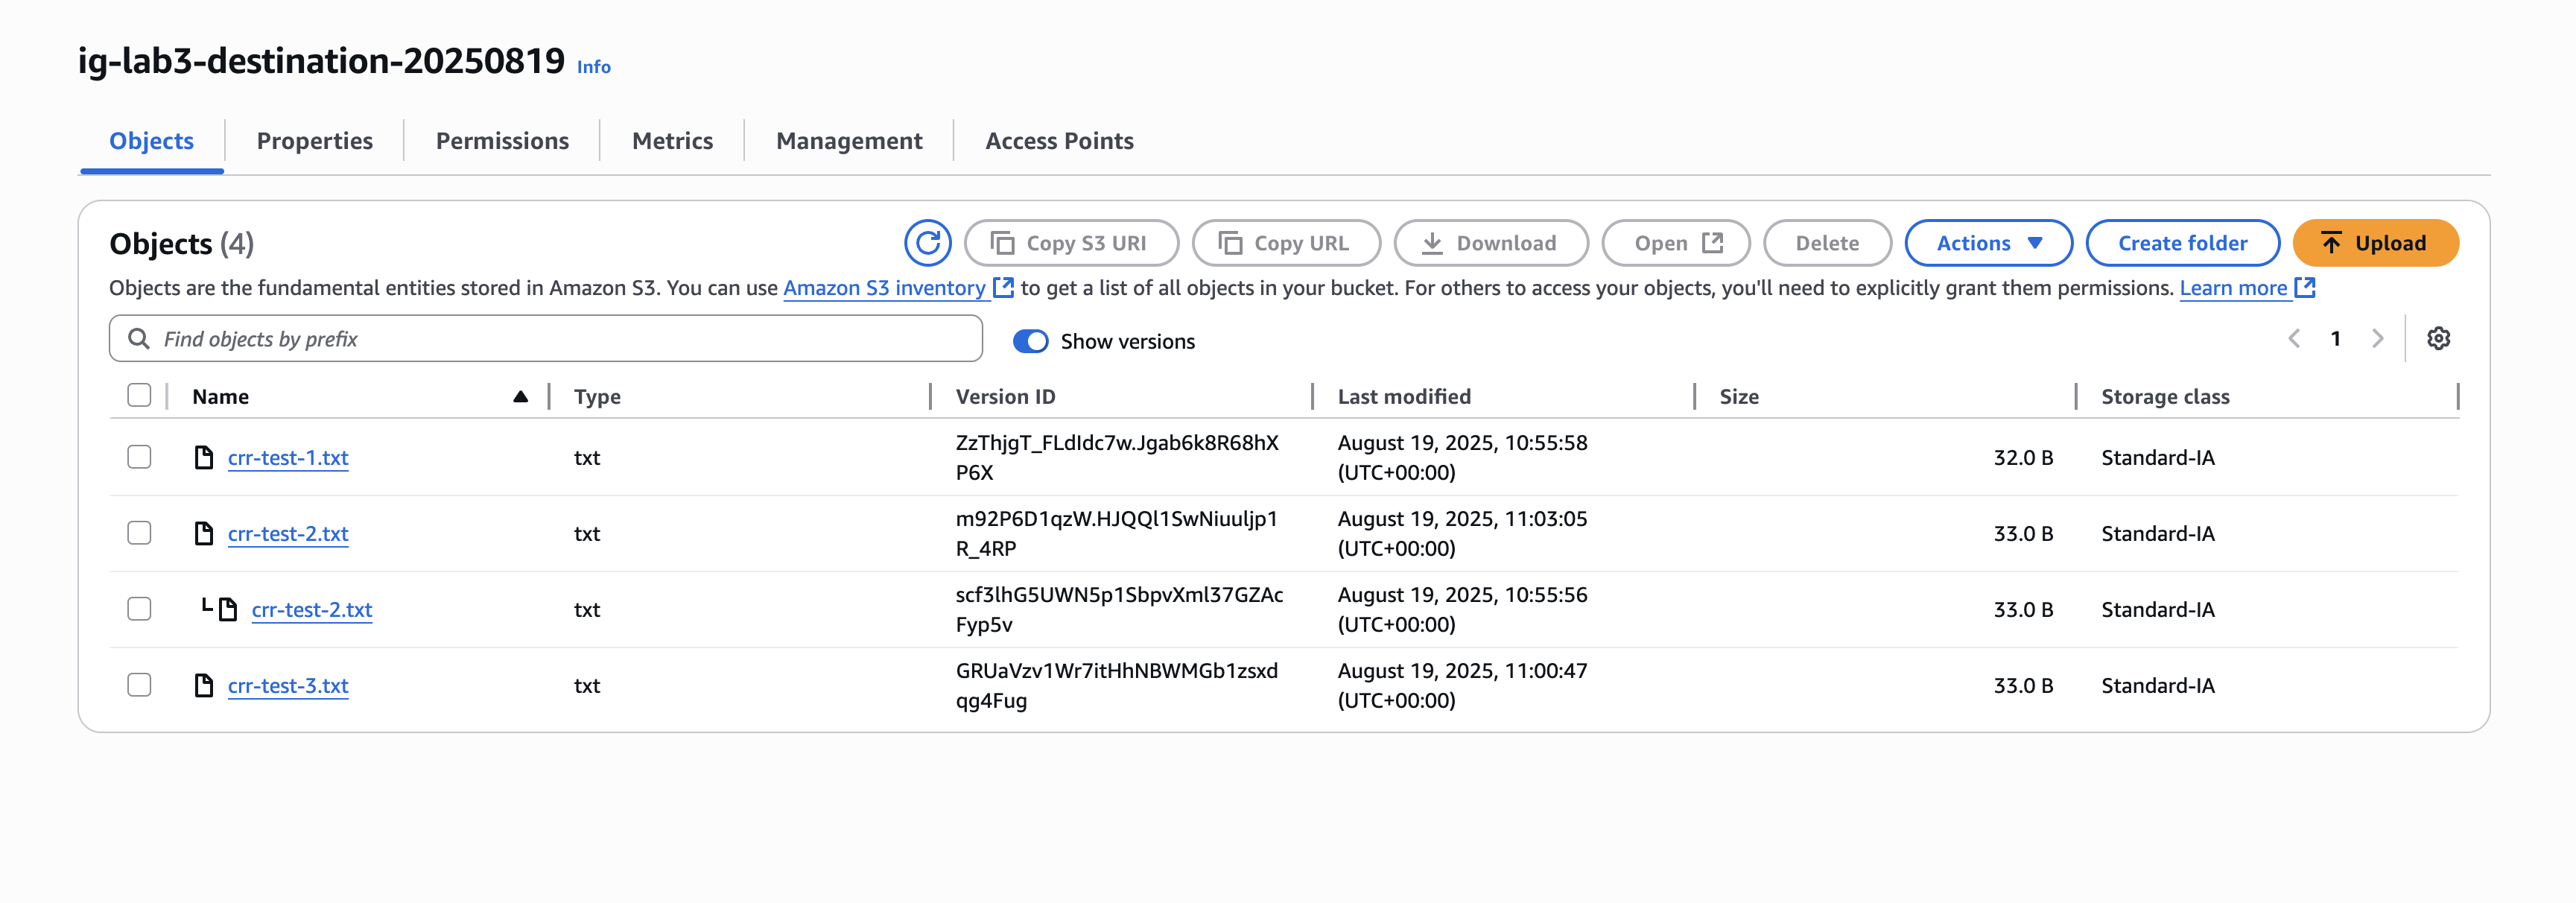 ig-lab3-destination-20250819 Info
Objects Properties Permissions Metrics Management Access Points
Objects (4) Copy S3 URI Copy URL Download Open Delete Actions Create folder Upload
Objects are the fundamental entities stored in Amazon S3. You can use Amazon S3 inventory to get a list of all objects in your bucket. For others to access your objects, you'll need to explicitly grant them permissions. Learn more
Find objects by prefix Show versions 1
Name Type Version ID Last modified Size Storage class
crr-test-1.txt txt ZzThjgT_FLdIdc7w.Jgab6k8R68hX August 19, 2025, 10:55:58 32.0 B Standard-IA
P6X (UTC+00:00)
crr-test-2.txt txt m92P6D1qzW.HJQQl1SwNiuuljp1 August 19, 2025, 11:03:05 33.0 B Standard-IA
R_4RP (UTC+00:00)
crr-test-2.txt txt scf3lhG5UWN5p1SbpvXml37GZAc August 19, 2025, 10:55:56 33.0 B Standard-IA
Fyp5v (UTC+00:00)
crr-test-3.txt txt GRUaVzv1Wr7itHhNBWMGb1zsxd August 19, 2025, 11:00:47 33.0 B Standard-IA
qg4Fug (UTC+00:00)